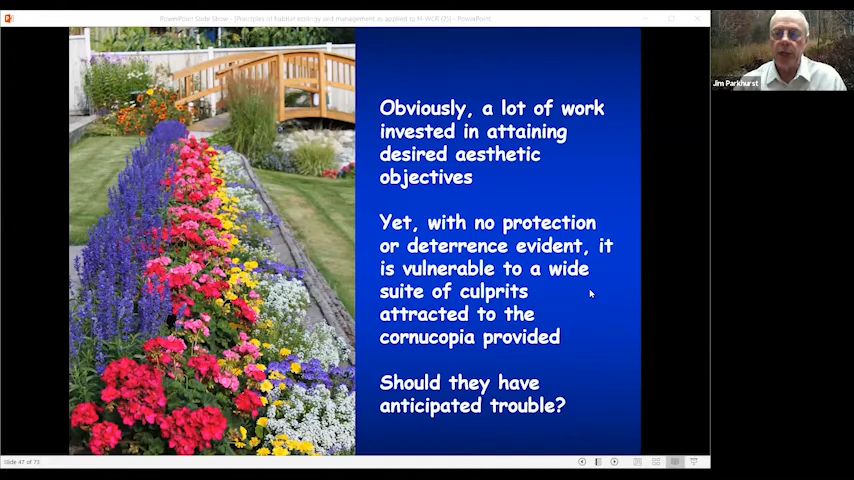 PowerPoint Slide Show - [Principles of habitat ecology and management as applied to H-WCR (2)] - PowerPoint
Jim Parkhurst
Obviously, a lot of work
invested in attaining
desired aesthetic
objectives
Yet, with no protection
or deterrence evident, it
is vulnerable to a wide
suite of culprits
attracted to the
cornucopia provided
Should they have
anticipated trouble?
Slide 47 of 73